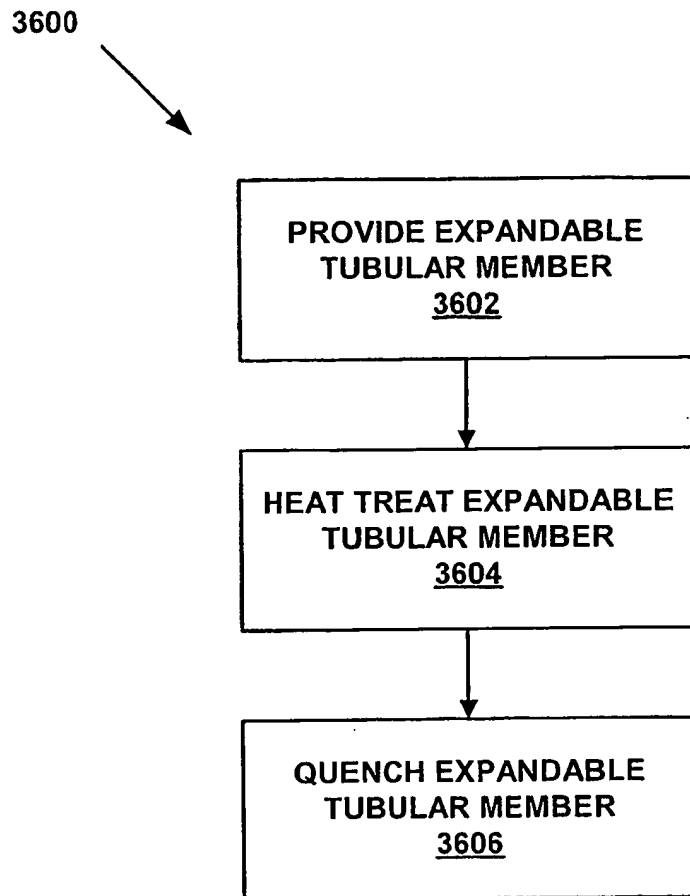 3600
PROVIDE EXPANDABLE
TUBULAR MEMBER
3602
HEAT TREAT EXPANDABLE
TUBULAR MEMBER
3604
QUENCH EXPANDABLE
TUBULAR MEMBER
3606